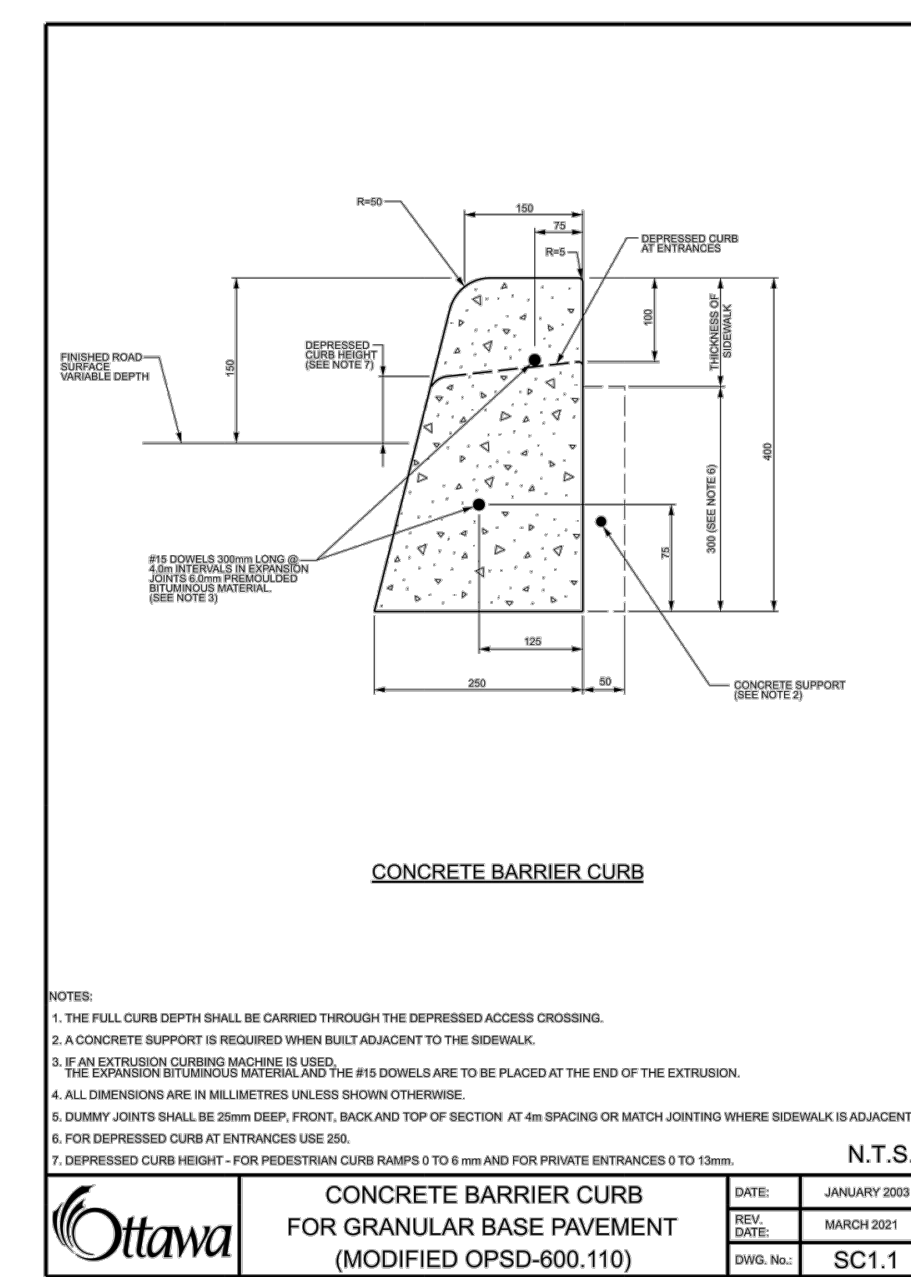 R=50
150
75
R=5
DEPRESSED CURB
AT ENTRANCES
150
DEPRESSED
CURB HEIGHT
(SEE NOTE 7)
100
THICKNESS OF
SIDEWALK
FINISHED ROAD
SURFACE
VARIABLE DEPTH
400
300 (SEE NOTE 6)
75
#15 DOWELS 300mm LONG @
4.0m INTERVALS IN EXPANSION
JOINTS 6.0mm PREMOULDED
BITUMINOUS MATERIAL.
(SEE NOTE 3)
125
250
50
CONCRETE SUPPORT
(SEE NOTE 2)
CONCRETE BARRIER CURB
NOTES:
1. THE FULL CURB DEPTH SHALL BE CARRIED THROUGH THE DEPRESSED ACCESS CROSSING.
2. A CONCRETE SUPPORT IS REQUIRED WHEN BUILT ADJACENT TO THE SIDEWALK.
3. IF AN EXTRUSION CURBING MACHINE IS USED,
THE EXPANSION BITUMINOUS MATERIAL AND THE #15 DOWELS ARE TO BE PLACED AT THE END OF THE EXTRUSION.
4. ALL DIMENSIONS ARE IN MILLIMETRES UNLESS SHOWN OTHERWISE.
5. DUMMY JOINTS SHALL BE 25mm DEEP, FRONT, BACK AND TOP OF SECTION AT 4m SPACING OR MATCH JOINTING WHERE SIDEWALK IS ADJACENT
6. FOR DEPRESSED CURB AT ENTRANCES USE 250.
7. DEPRESSED CURB HEIGHT - FOR PEDESTRIAN CURB RAMPS 0 TO 6 mm AND FOR PRIVATE ENTRANCES 0 TO 13mm.
N.T.S.
Ottawa
CONCRETE BARRIER CURB
FOR GRANULAR BASE PAVEMENT
(MODIFIED OPSD-600.110)
DATE:
JANUARY 2003
REV.
DATE:
MARCH 2021
DWG. No.:
SC1.1